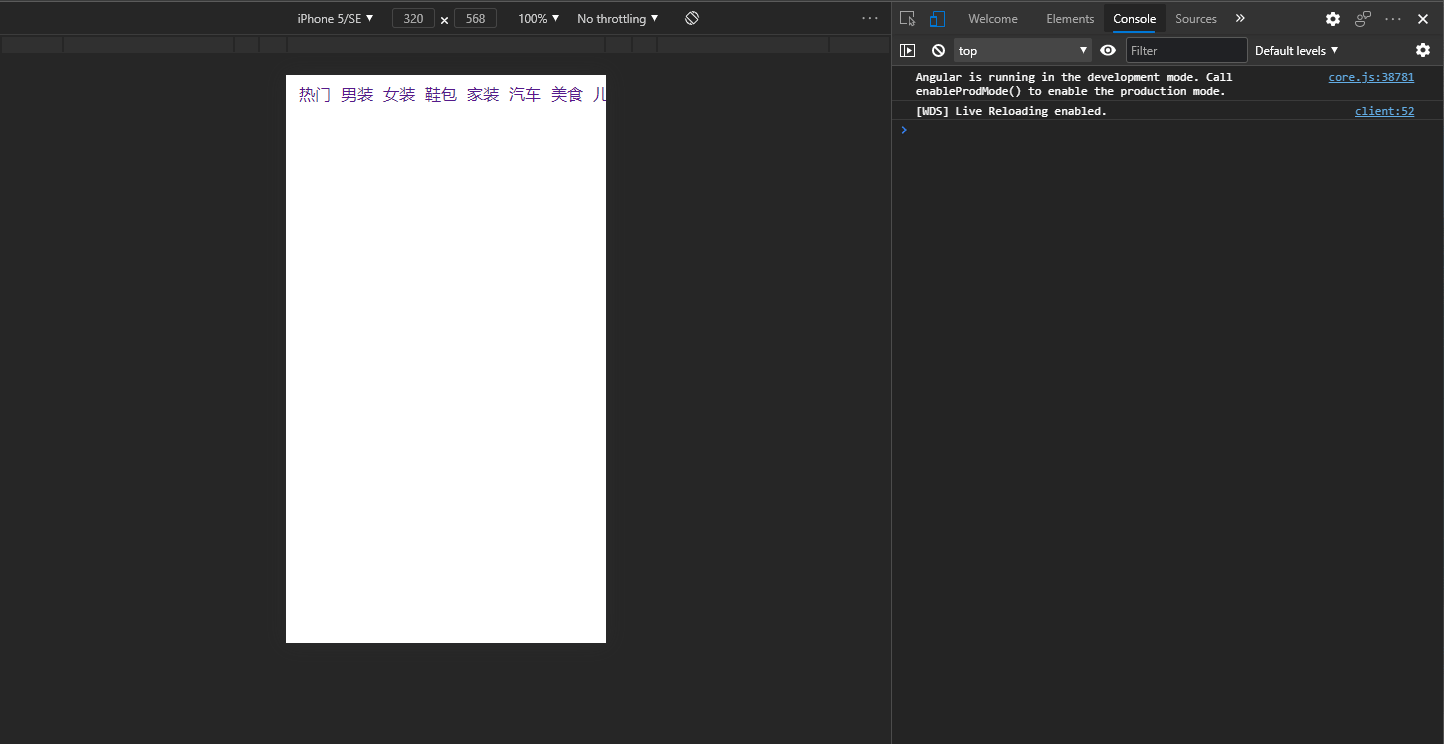 iPhone 5/SE 320 × 568 100% No throttling
Welcome Elements Console Sources
top Filter Default levels
热门 男装 女装 鞋包 家装 汽车 美食 儿
Angular is running in the development mode. Call core.js:38781
enableProdMode() to enable the production mode.
[WDS] Live Reloading enabled. client:52